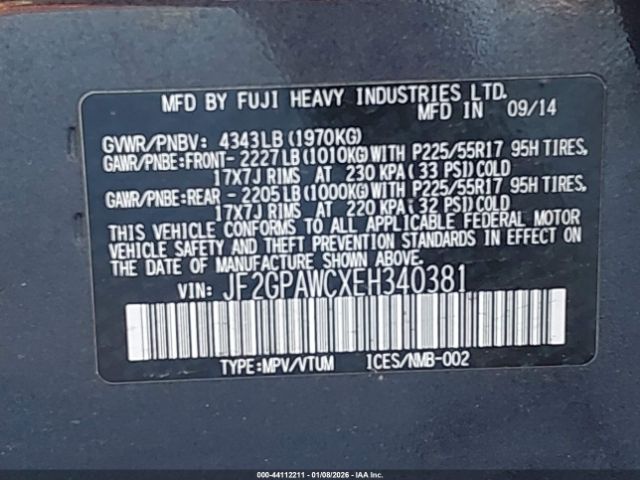 MFD BY FUJI HEAVY INDUSTRIES LTD.
MFD IN 09/14
GVWR/PNBV: 4343LB(1970KG)
GAWR/PNBE:FRONT-2227LB(1010KG)WITH P225/55R17 95H TIRES,
17X7J RIMS AT 230 KPA(33 PSI)COLD
GAWR/PNBE:REAR -2205LB(1000KG)WITH P225/55R17 95H TIRES,
17X7J RIMS AT 220 KPA(32 PSI)COLD
THIS VEHICLE CONFORMS TO ALL APPLICABLE FEDERAL MOTOR
VEHICLE SAFETY AND THEFT PREVENTION STANDARDS IN EFFECT ON
THE DATE OF MANUFACTURE SHOWN ABOVE.
VIN: JF2GPAWCXEH340381
TYPE:MPV/VTUM ICES/NMB-002
000-44112211 - 01/08/2026 - IAAI.COM